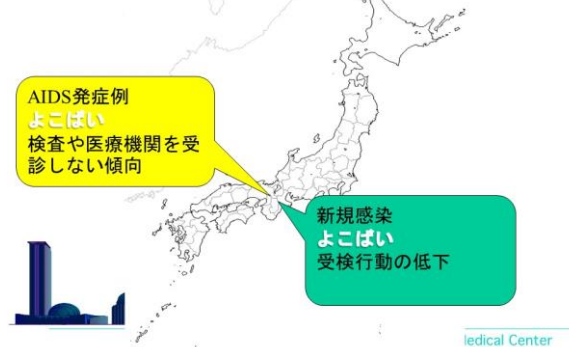 AIDS発症例
よこばい
検査や医療機関を受
診しない傾向
新規感染
よこばい
受検行動の低下
Medical Center